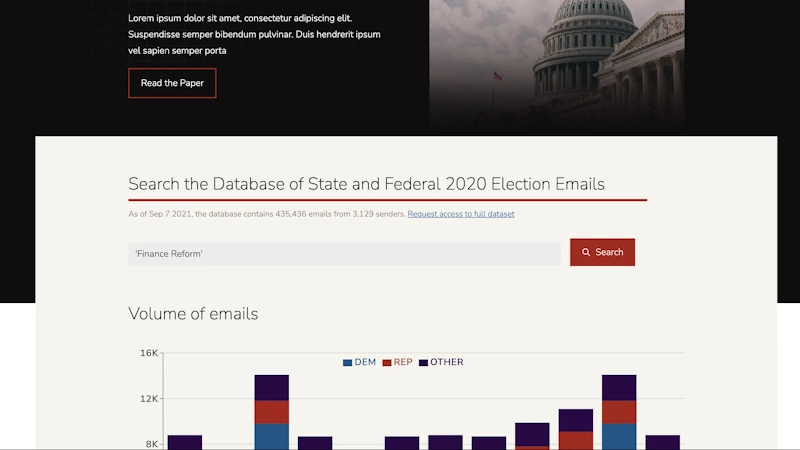 Lorem ipsum dolor sit amet, consectetur adipiscing elit.
Suspendisse semper bibendum pulvinar. Duis hendrerit ipsum
vel sapien semper porta
Read the Paper
Search the Database of State and Federal 2020 Election Emails
As of Sep 7 2021, the database contains 435,436 emails from 3,129 senders. Request access to full dataset
'Finance Reform'
Search
Volume of emails
16K
DEM REP OTHER
12K
8K